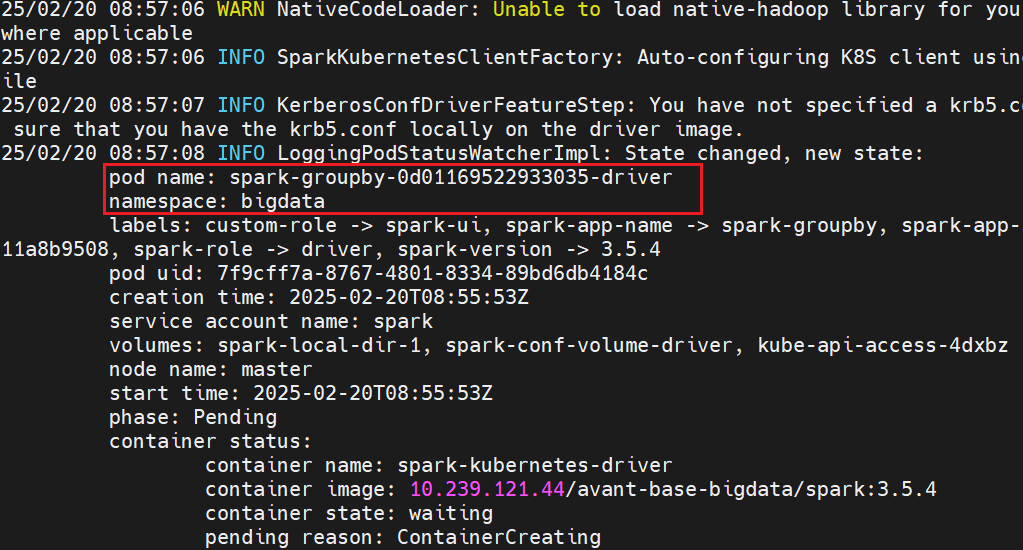 25/02/20 08:57:06 WARN NativeCodeLoader: Unable to load native-hadoop library for you
where applicable
25/02/20 08:57:06 INFO SparkKubernetesClientFactory: Auto-configuring K8S client usin
ile
25/02/20 08:57:07 INFO KerberosConfDriverFeatureStep: You have not specified a krb5.co
 sure that you have the krb5.conf locally on the driver image.
25/02/20 08:57:08 INFO LoggingPodStatusWatcherImpl: State changed, new state:
         pod name: spark-groupby-0d01169522933035-driver
         namespace: bigdata
         labels: custom-role -> spark-ui, spark-app-name -> spark-groupby, spark-app-
11a8b9508, spark-role -> driver, spark-version -> 3.5.4
         pod uid: 7f9cff7a-8767-4801-8334-89bd6db4184c
         creation time: 2025-02-20T08:55:53Z
         service account name: spark
         volumes: spark-local-dir-1, spark-conf-volume-driver, kube-api-access-4dxbz
         node name: master
         start time: 2025-02-20T08:55:53Z
         phase: Pending
         container status:
                 container name: spark-kubernetes-driver
                 container image: 10.239.121.44/avant-base-bigdata/spark:3.5.4
                 container state: waiting
                 pending reason: ContainerCreating